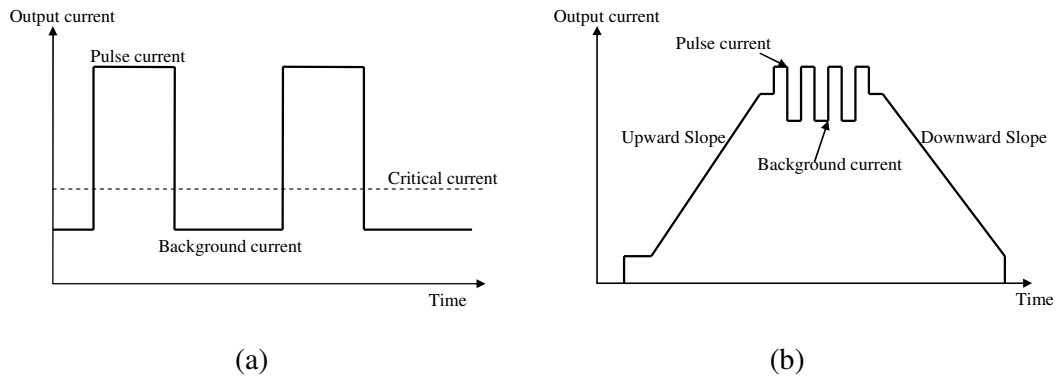 Output current
Pulse current
Critical current
Background current
Time
(a)
Output current
Pulse current
Upward Slope
Downward Slope
Background current
Time
(b)